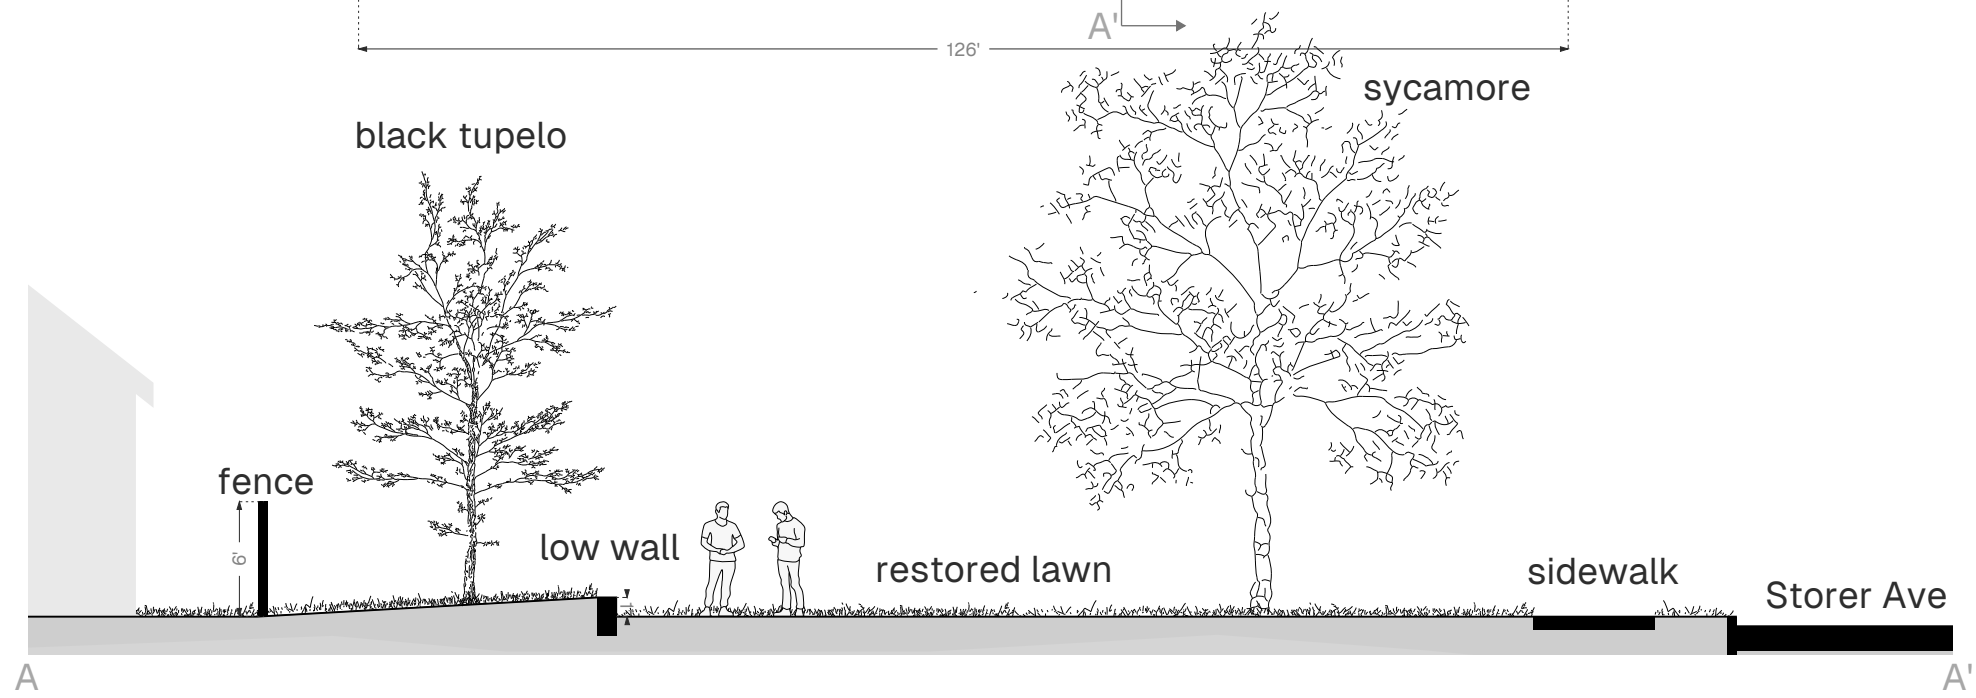 A'
126'
sycamore
black tupelo
fence
6'
low wall
restored lawn
sidewalk
Storer Ave
A
A'